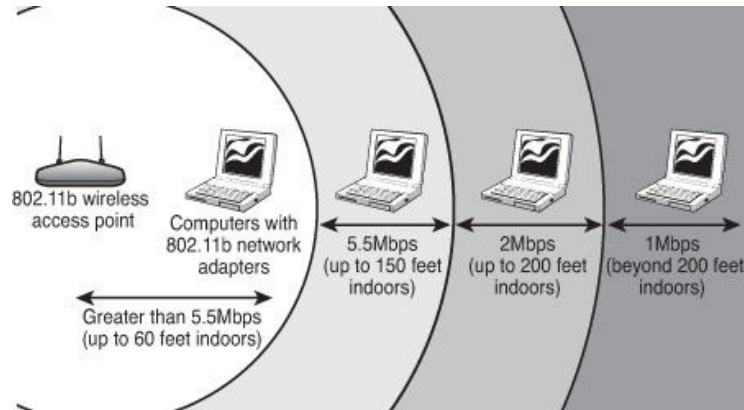 802.11b wireless
access point
Computers with
802.11b network
adapters
Greater than 5.5Mbps
(up to 60 feet indoors)
5.5Mbps
(up to 150 feet
indoors)
2Mbps
(up to 200 feet
indoors)
1Mbps
(beyond 200 feet
indoors)